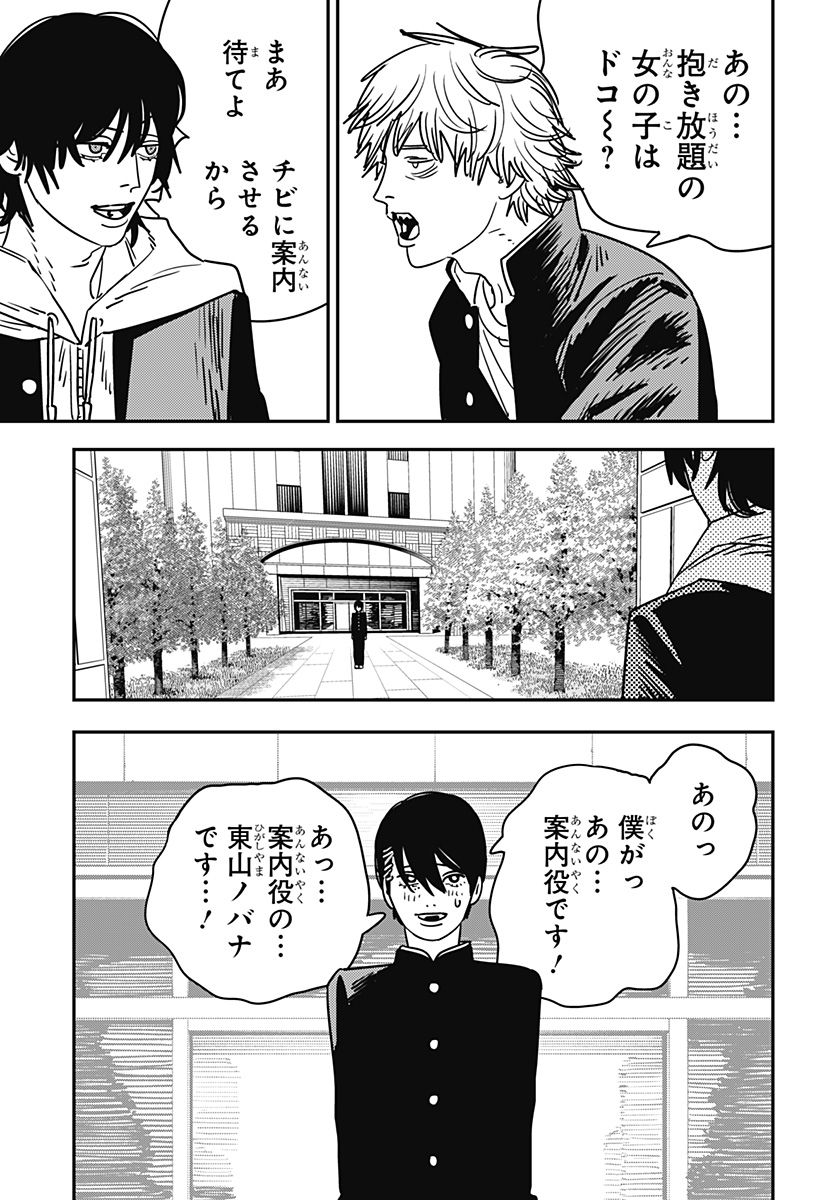 あの…
抱き放題の
女の子は
ドコ〜?
まあ
待てよ
チビに案内
させる
から
あのっ
僕がっ
あの…
案内役です!
あっ…
案内役の…
東山ノバナ
です…!